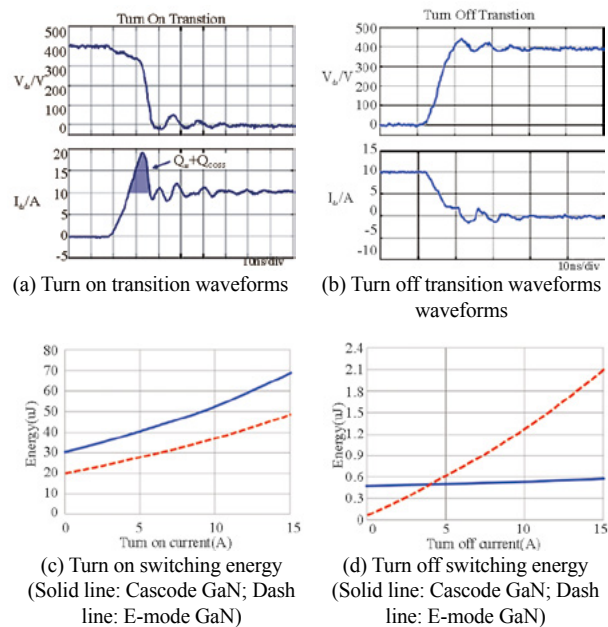 Turn On Transtion
500
400
300
200
100
0
V_ds/V
20
15
10
5
0
-5
I_ds/A
Q_rr+Q_coss
10ns/div
(a) Turn on transition waveforms
Turn Off Transition
500
400
300
200
100
0
V_ds/V
15
10
5
0
-5
-10
I_ds/A
10ns/div
(b) Turn off transition waveforms
waveforms
80
70
60
50
40
30
20
10
0
Energy(uJ)
0 5 10 15
Turn on current(A)
(c) Turn on switching energy
(Solid line: Cascode GaN; Dash
line: E-mode GaN)
2.4
2.1
1.8
1.5
1.2
0.9
0.6
0.3
0
Energy(uJ)
0 5 10 15
Turn off current(A)
(d) Turn off switching energy
(Solid line: Cascode GaN; Dash
line: E-mode GaN)